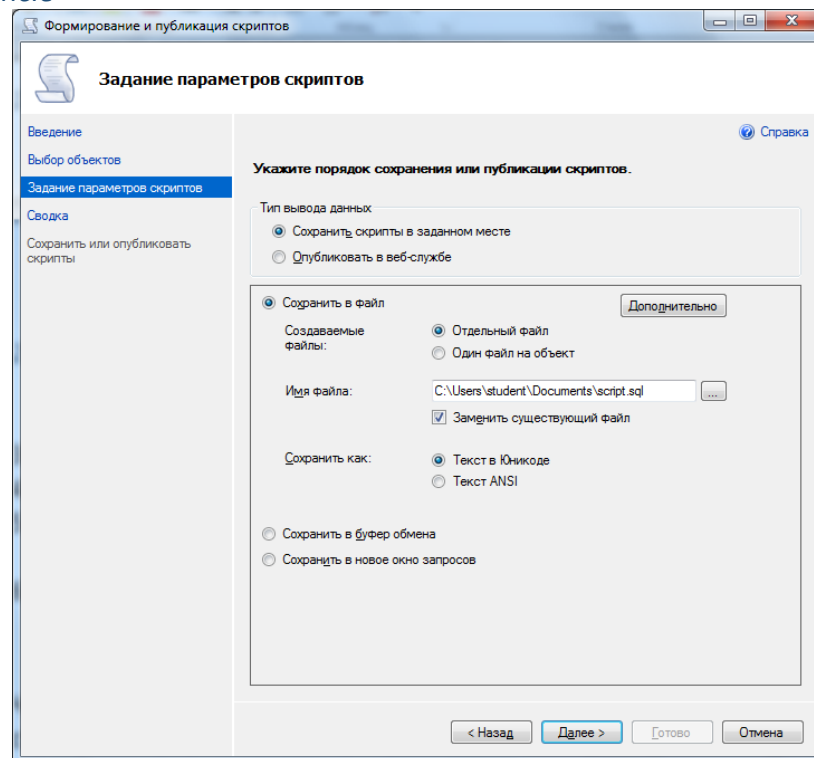 Формирование и публикация скриптов
Задание параметров скриптов
Введение
Выбор объектов
Задание параметров скриптов
Сводка
Сохранить или опубликовать
скрипты
Справка
Укажите порядок сохранения или публикации скриптов.
Тип вывода данных
Сохранить скрипты в заданном месте
Опубликовать в веб-службе
Сохранить в файл
Дополнительно
Создаваемые
файлы:
Отдельный файл
Один файл на объект
Имя файла:
C:\Users\student\Documents\script.sql
...
Заменить существующий файл
Сохранить как:
Текст в Юникоде
Текст ANSI
Сохранить в буфер обмена
Сохранить в новое окно запросов
< Назад
Далее >
Готово
Отмена